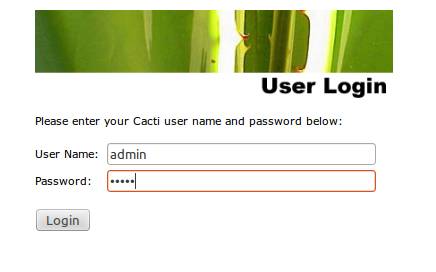 User Login
Please enter your Cacti user name and password below:
User Name: admin
Password: •••••
Login